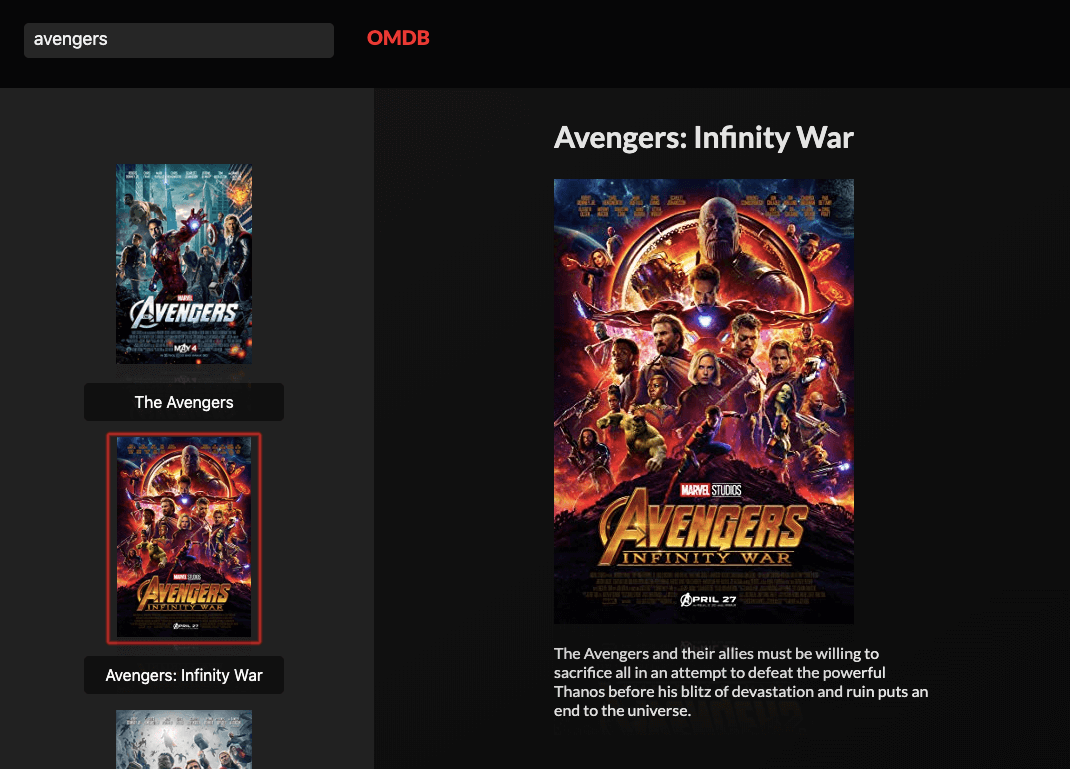 avengers
OMDB
MARVEL
AVENGERS
MAY 4
The Avengers
MARVEL STUDIOS
AVENGERS
INFINITY WAR
APRIL 27
Avengers: Infinity War
Avengers: Infinity War
MARVEL STUDIOS
AVENGERS
INFINITY WAR
APRIL 27
The Avengers and their allies must be willing to
sacrifice all in an attempt to defeat the powerful
Thanos before his blitz of devastation and ruin puts an
end to the universe.